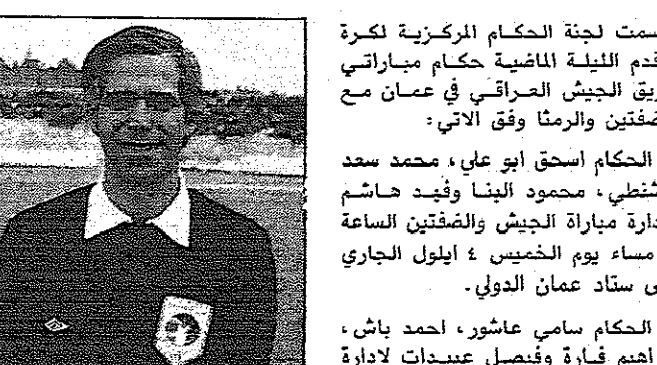 سمت لجنة الحكام المركزية لكرة
قدم الليلة الماضية حكام مباراتي
ريق الجيش العراقي في عمان مع
ضفتين والرمثا وفق الاتي :
الحكام اسحق ابو علي، محمد سعد
شنطي، محمود البنا وفيد هاشم
دارة مباراة الجيش والضفتين الساعة
مساء يوم الخميس ٤ ايلول الجاري
ى ستاد عمان الدولي .
الحكام سامي عاشور، احمد باش،
اهيم قارة وفيصل عبيدات لادارة